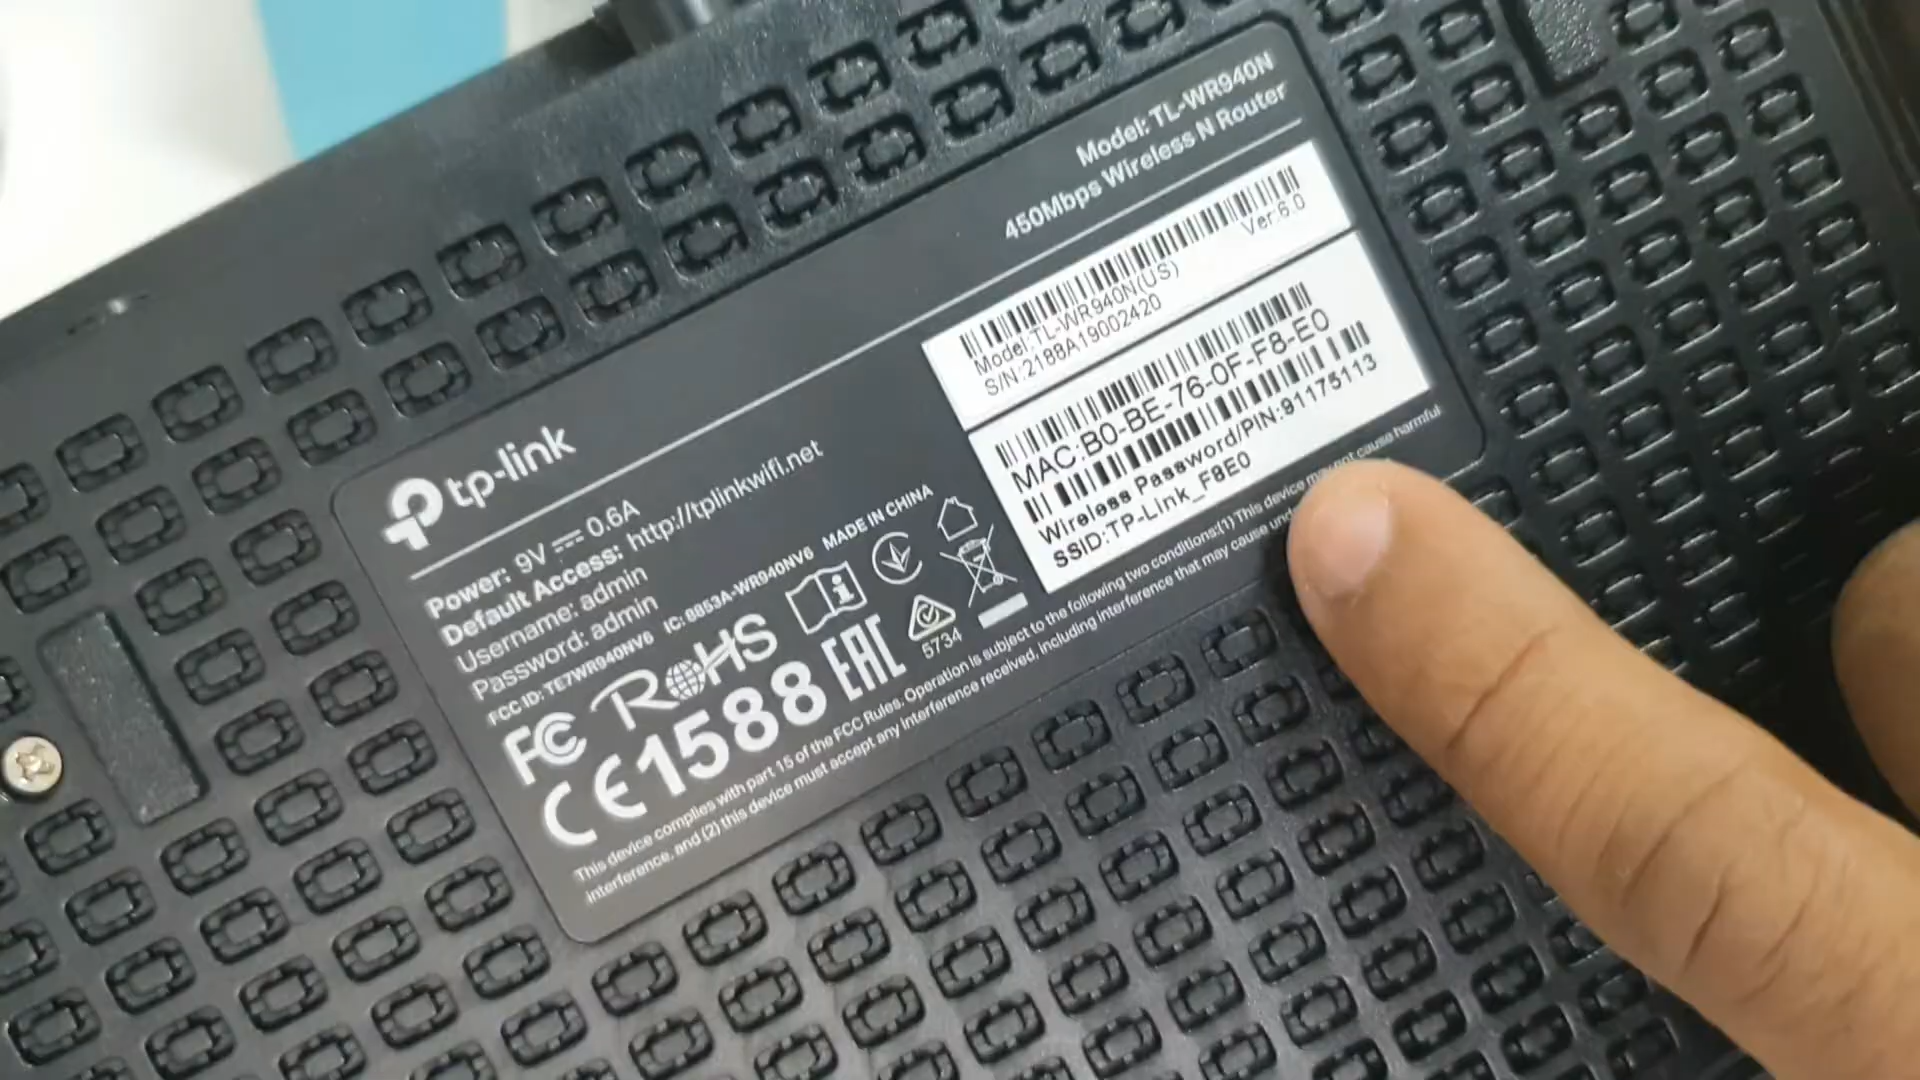 Model: TL-WR940N
450Mbps Wireless N Router
tp-link
Power: 9V 0.6A
Default Access: http://tplinkwifi.net
Username: admin
Password: admin
FCC ID: TE7WR940NV6 IC: 8853A-WR940NV6 MADE IN CHINA
FC RoHS
CE1588 EAC
5734
Ver:6.0
Model:TL-WR940N(US)
S/N:2188A19002420
MAC:B0-BE-76-0F-F8-E0
Wireless Password/PIN:91175113
SSID:TP-Link_F8E0
This device complies with part 15 of the FCC Rules. Operation is subject to the following two conditions:(1) This device may not cause harmful
interference, and (2) this device must accept any interference received, including interference that may cause